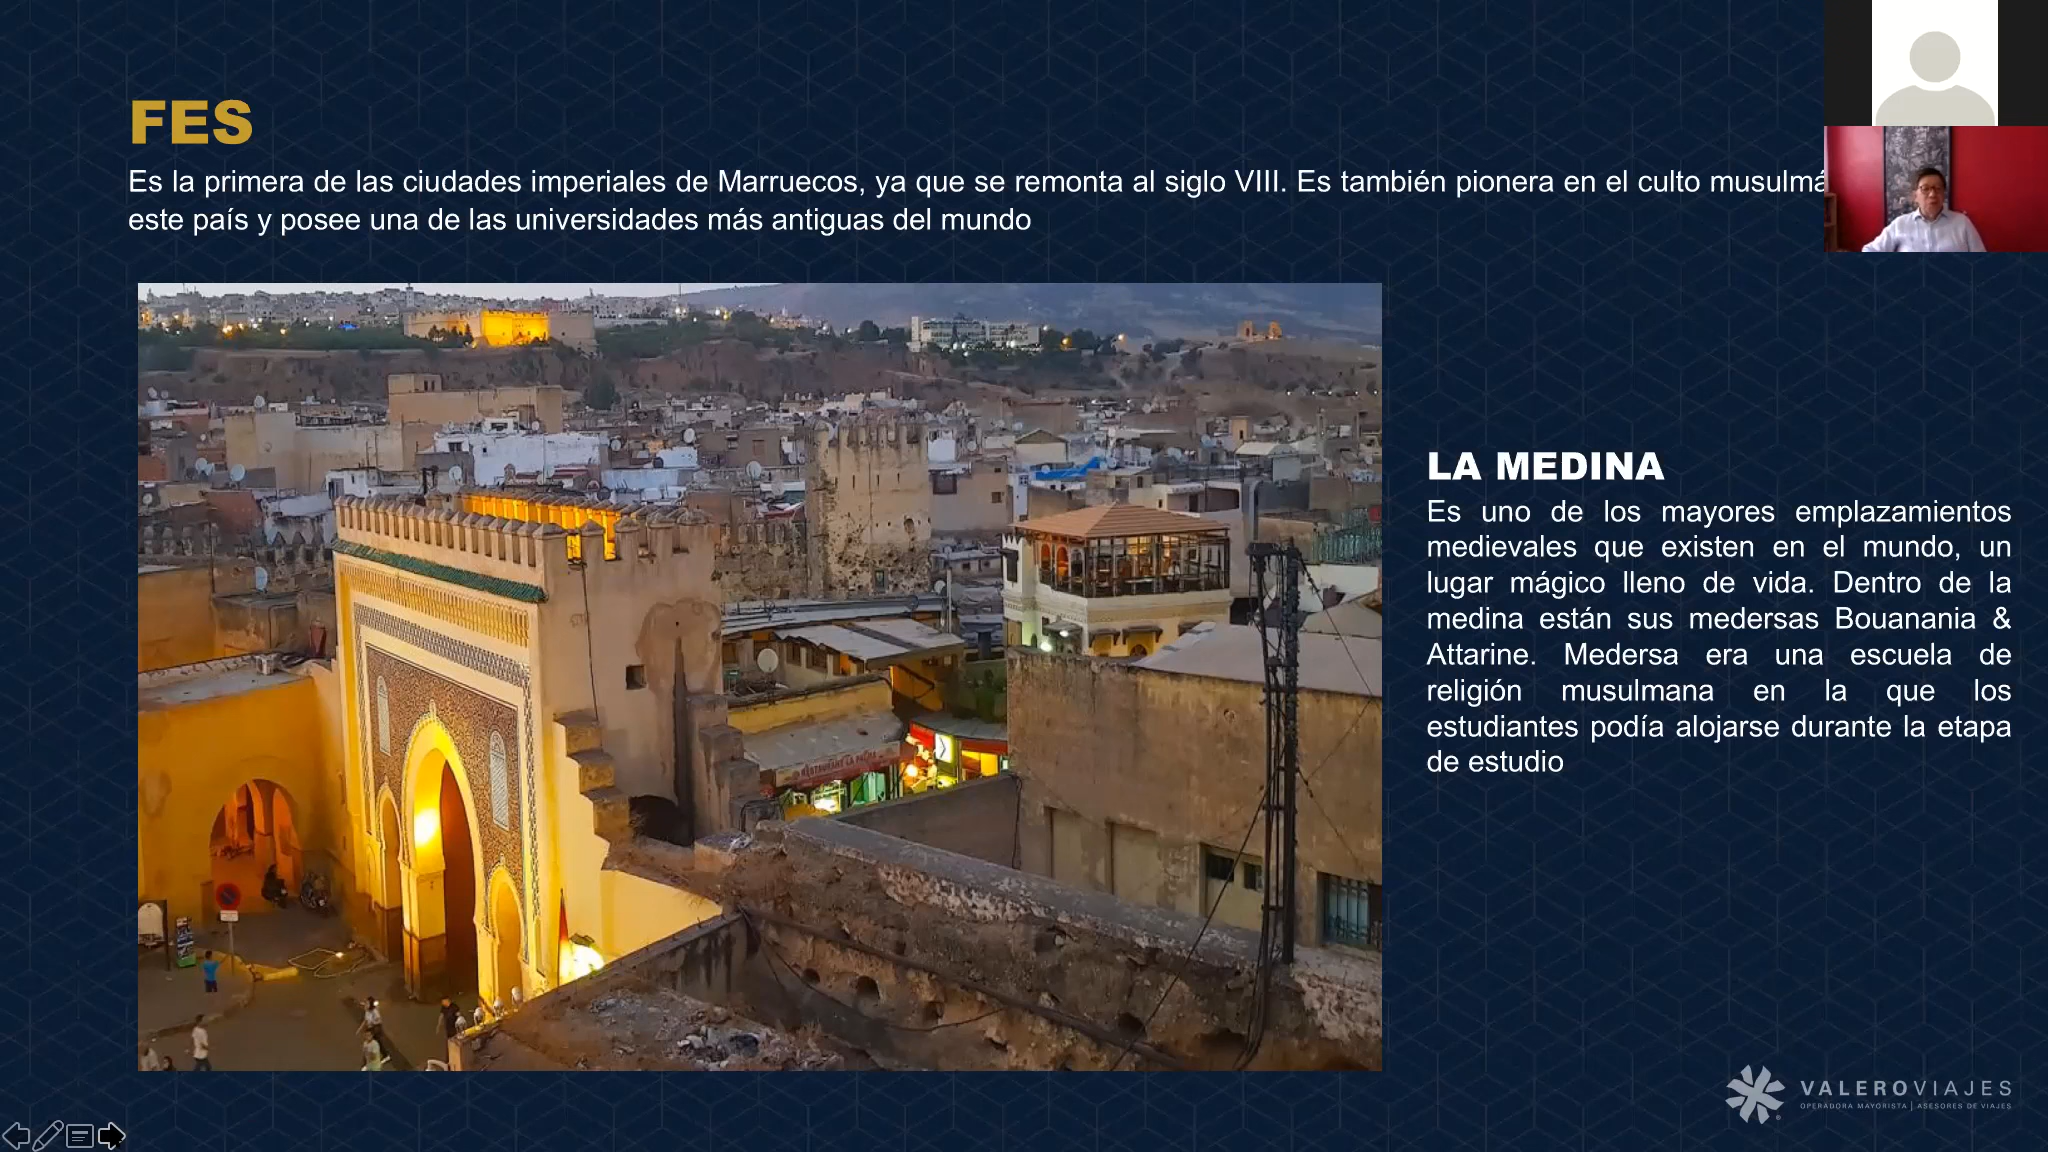 FES
Es la primera de las ciudades imperiales de Marruecos, ya que se remonta al siglo VIII. Es también pionera en el culto musulmá
este país y posee una de las universidades más antiguas del mundo
LA MEDINA
Es uno de los mayores emplazamientos
medievales que existen en el mundo, un
lugar mágico lleno de vida. Dentro de la
medina están sus medersas Bouanania &
Attarine. Medersa era una escuela de
religión musulmana en la que los
estudiantes podía alojarse durante la etapa
de estudio
RESTAURANT LA
VALEROVIAJES
OPERADORA MAYORISTA | ASESORES DE VIAJES